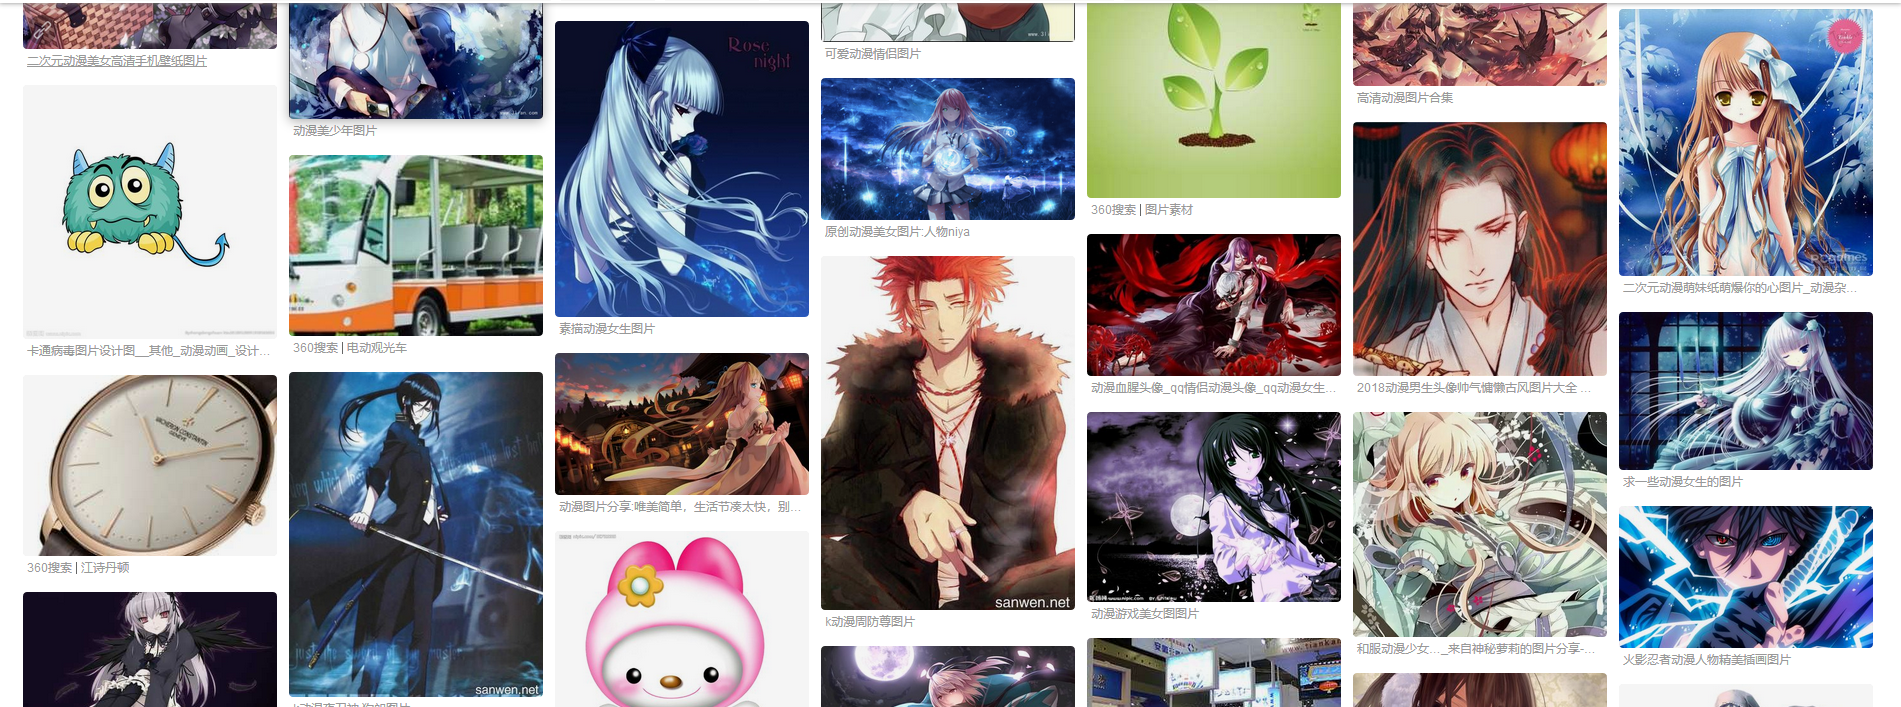 二次元动漫美女高清手机壁纸图片
卡通病毒图片设计图__其他_动漫动画_设计...
VACHERON CONSTANTIN
GENEVE
360搜索 | 江诗丹顿
www.3lian.com
动漫美少年图片
360搜索 | 电动观光车
sanwen.net
Rose
night
素描动漫女生图片
动漫图片分享:唯美简单，生活节凑太快，别...
可爱动漫情侣图片
原创动漫美女图片:人物niya
sanwen.net
k动漫周防尊图片
360搜索 | 图片素材
动漫血腥头像_qq情侣动漫头像_qq动漫女生...
动漫游戏美女图图片
高清动漫图片合集
2018动漫男生头像帅气慵懒古风图片大全 ...
和服动漫少女..._来自神秘萝莉的图片分享-...
PCgames
二次元动漫萌妹纸萌爆你的心图片_动漫杂...
求一些动漫女生的图片
火影忍者动漫人物精美插画图片